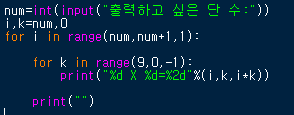 num=int(input("출력하고 싶은 단 수:"))
i,k=num,0
for i in range(num,num+1,1):
    for k in range(9,0,-1):
        print("%d X %d=%2d"%(i,k,i*k))
    print("")